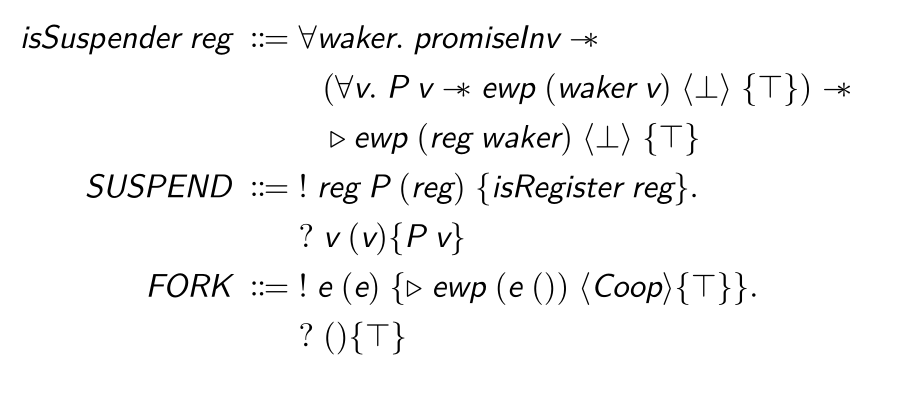 isSuspender reg ::= ∀waker. promiseInv −∗
(∀v. P v −∗ ewp (waker v) ⟨⊥⟩ {⊤}) −∗
▷ ewp (reg waker) ⟨⊥⟩ {⊤}
SUSPEND ::= ! reg P (reg) {isRegister reg}.
? v (v){P v}
FORK ::= ! e (e) {▷ ewp (e ()) ⟨Coop⟩{⊤}}.
? (){⊤}